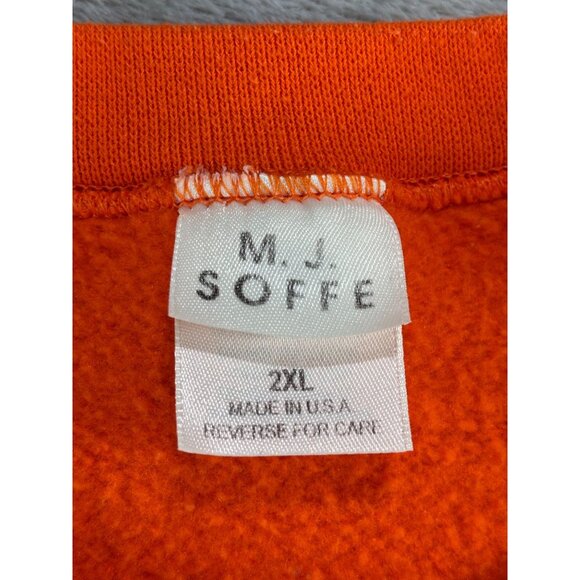 M. J.
SOFFE
2XL
MADE IN U.S.A
REVERSE FOR CARE